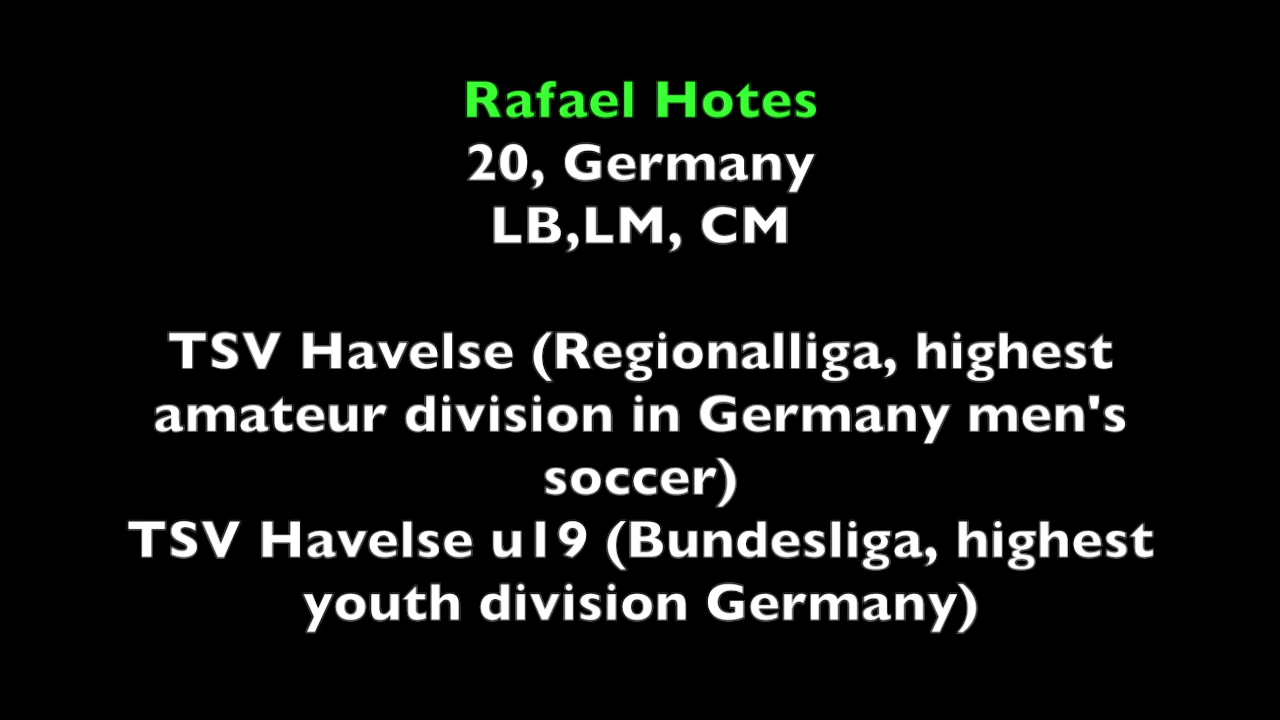 Rafael Hotes
20, Germany
LB,LM, CM
TSV Havelse (Regionalliga, highest
amateur division in Germany men's
soccer)
TSV Havelse u19 (Bundesliga, highest
youth division Germany)